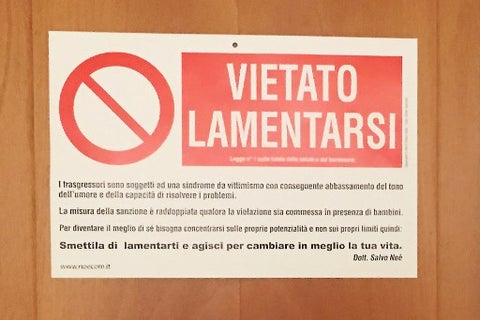 VIETATO
LAMENTARSI
Legge n° 1 sulla tutela della salute e del benessere
I trasgressori sono soggetti ad una sindrome da vittimismo con conseguente abbassamento del tono
dell'umore e della capacità di risolvere i problemi.
La misura della sanzione è raddoppiata qualora la violazione sia commessa in presenza di bambini.
Per diventare il meglio di sé bisogna concentrarsi sulle proprie potenzialità e non sui propri limiti quindi:
Smettila di lamentarti e agisci per cambiare in meglio la tua vita.
Dott. Salvo Noè
www.noecom.it